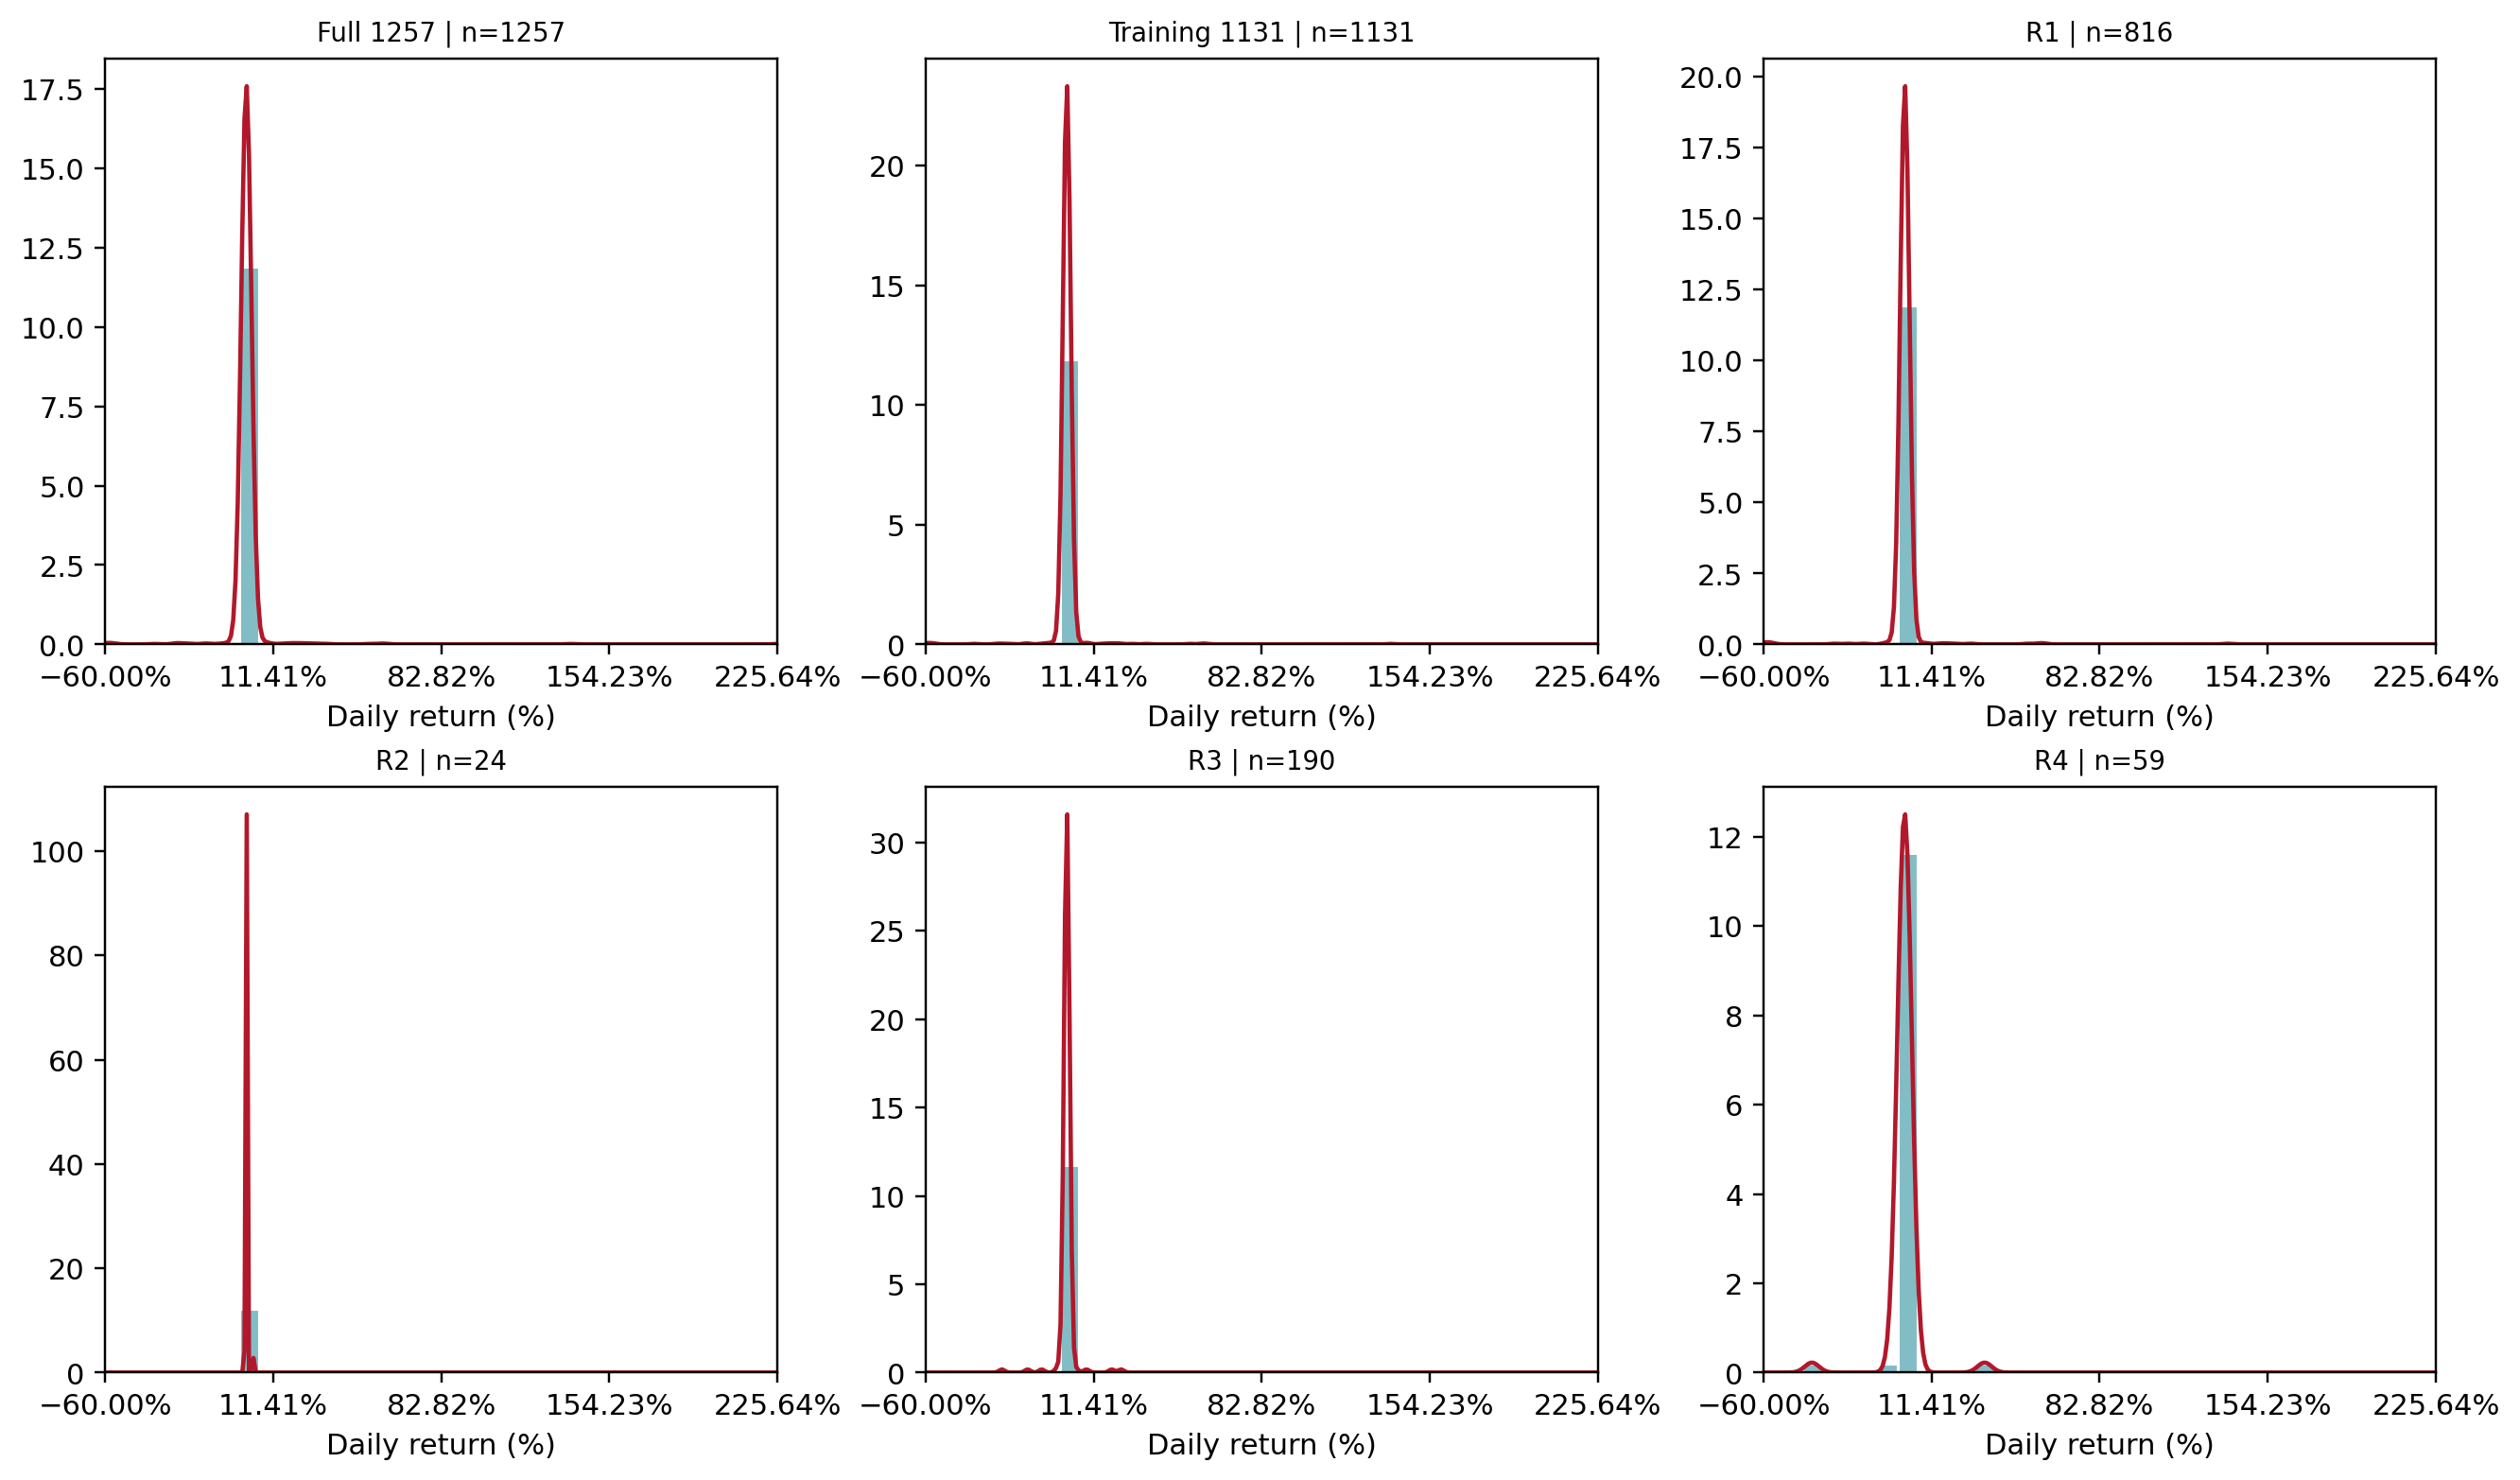 Full 1257 | n=1257
17.5
15.0
12.5
10.0
7.5
5.0
2.5
0.0
−60.00% 11.41% 82.82% 154.23% 225.64%
Daily return (%)
Training 1131 | n=1131
20
15
10
5
0
−60.00% 11.41% 82.82% 154.23% 225.64%
Daily return (%)
R1 | n=816
20.0
17.5
15.0
12.5
10.0
7.5
5.0
2.5
0.0
−60.00% 11.41% 82.82% 154.23% 225.64%
Daily return (%)
R2 | n=24
100
80
60
40
20
0
−60.00% 11.41% 82.82% 154.23% 225.64%
Daily return (%)
R3 | n=190
30
25
20
15
10
5
0
−60.00% 11.41% 82.82% 154.23% 225.64%
Daily return (%)
R4 | n=59
12
10
8
6
4
2
0
−60.00% 11.41% 82.82% 154.23% 225.64%
Daily return (%)